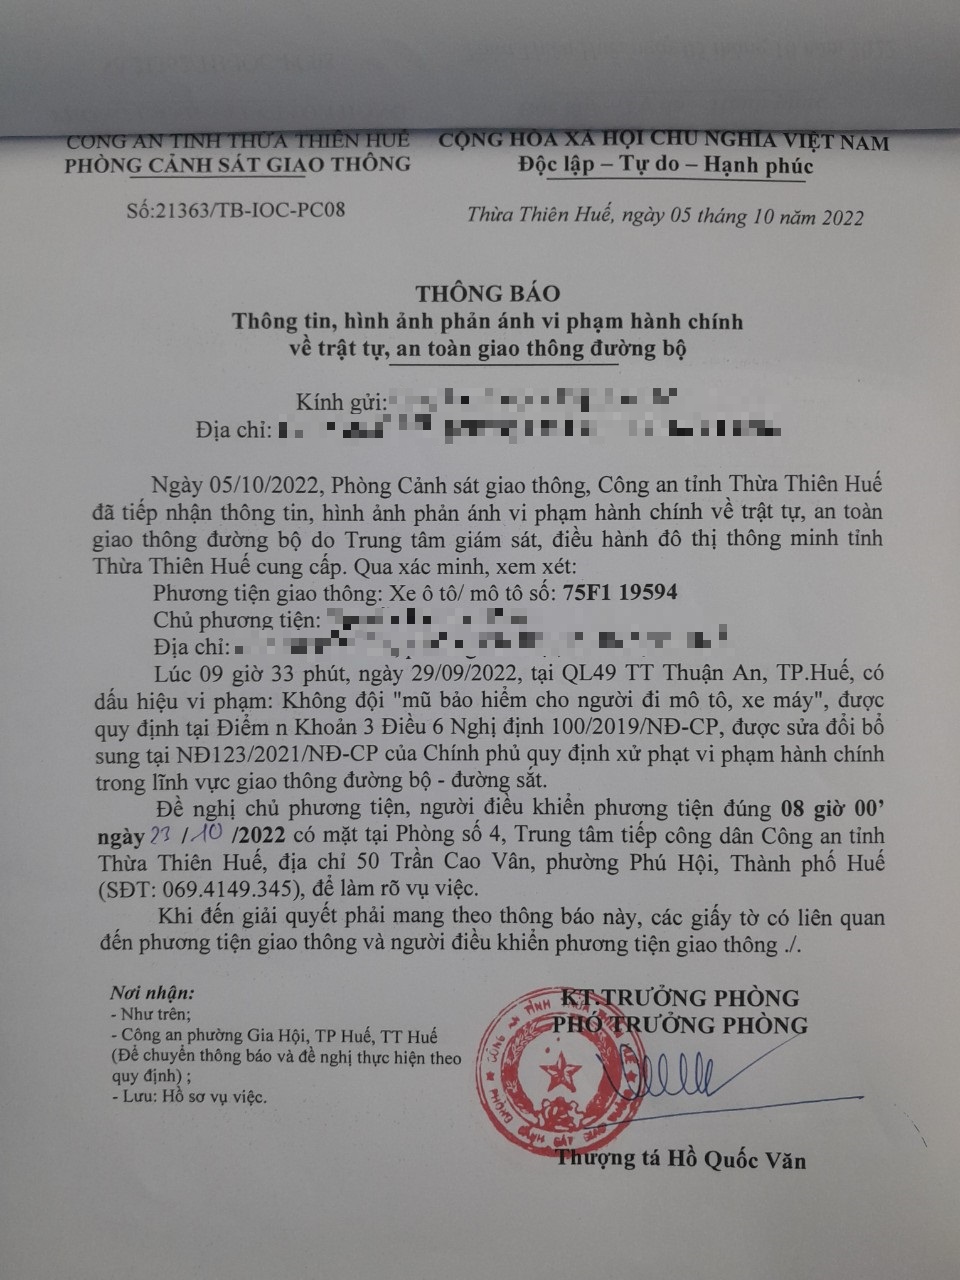 CÔNG AN TỈNH THỪA THIÊN HUẾ
PHÒNG CẢNH SÁT GIAO THÔNG
CỘNG HÒA XÃ HỘI CHỦ NGHĨA VIỆT NAM
Độc lập – Tự do – Hạnh phúc
Số:21363/TB-IOC-PC08
Thừa Thiên Huế, ngày 05 tháng 10 năm 2022
THÔNG BÁO
Thông tin, hình ảnh phản ánh vi phạm hành chính
về trật tự, an toàn giao thông đường bộ
Kính gửi:
Địa chỉ:
Ngày 05/10/2022, Phòng Cảnh sát giao thông, Công an tỉnh Thừa Thiên Huế
đã tiếp nhận thông tin, hình ảnh phản ánh vi phạm hành chính về trật tự, an toàn
giao thông đường bộ do Trung tâm giám sát, điều hành đô thị thông minh tỉnh
Thừa Thiên Huế cung cấp. Qua xác minh, xem xét:
Phương tiện giao thông: Xe ô tô/ mô tô số: 75F1 19594
Chủ phương tiện:
Địa chỉ:
Lúc 09 giờ 33 phút, ngày 29/09/2022, tại QL49 TT Thuận An, TP.Huế, có
dấu hiệu vi phạm: Không đội "mũ bảo hiểm cho người đi mô tô, xe máy", được
quy định tại Điểm n Khoản 3 Điều 6 Nghị định 100/2019/NĐ-CP, được sửa đổi bổ
sung tại NĐ123/2021/NĐ-CP của Chính phủ quy định xử phạt vi phạm hành chính
trong lĩnh vực giao thông đường bộ - đường sắt.
Đề nghị chủ phương tiện, người điều khiển phương tiện đúng 08 giờ 00’
ngày 23 /10 /2022 có mặt tại Phòng số 4, Trung tâm tiếp công dân Công an tỉnh
Thừa Thiên Huế, địa chỉ 50 Trần Cao Vân, phường Phú Hội, Thành phố Huế
(SĐT: 069.4149.345), để làm rõ vụ việc.
Khi đến giải quyết phải mang theo thông báo này, các giấy tờ có liên quan
đến phương tiện giao thông và người điều khiển phương tiện giao thông ./.
Nơi nhận:
- Như trên;
- Công an phường Gia Hội, TP Huế, TT Huế
(Để chuyển thông báo và đề nghị thực hiện theo
quy định) ;
- Lưu: Hồ sơ vụ việc.
KT.TRƯỞNG PHÒNG
PHÓ TRƯỞNG PHÒNG
Thượng tá Hồ Quốc Văn